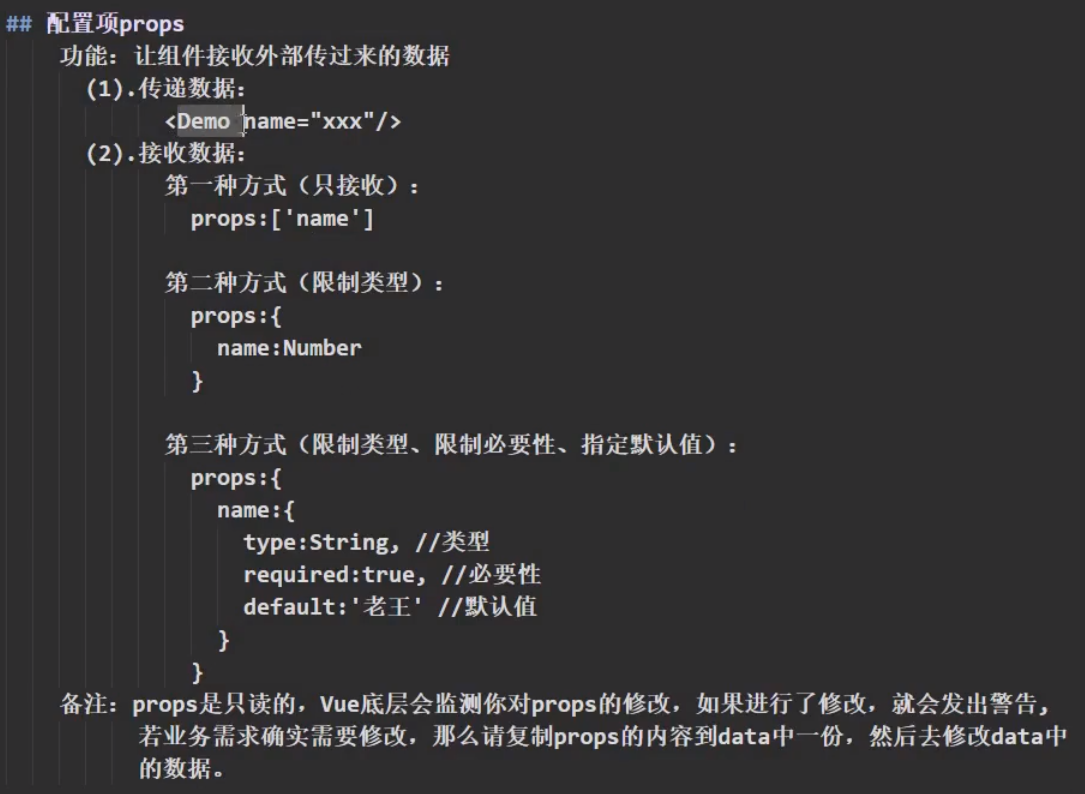 ## 配置项props
功能：让组件接收外部传过来的数据
(1).传递数据：
<Demo name="xxx"/>
(2).接收数据：
第一种方式（只接收）：
props:['name']
第二种方式（限制类型）：
props:{
name:Number
}
第三种方式（限制类型、限制必要性、指定默认值）：
props:{
name:{
type:String, //类型
required:true, //必要性
default:'老王' //默认值
}
}
备注：props是只读的，Vue底层会监测你对props的修改，如果进行了修改，就会发出警告，
若业务需求确实需要修改，那么请复制props的内容到data中一份，然后去修改data中
的数据。